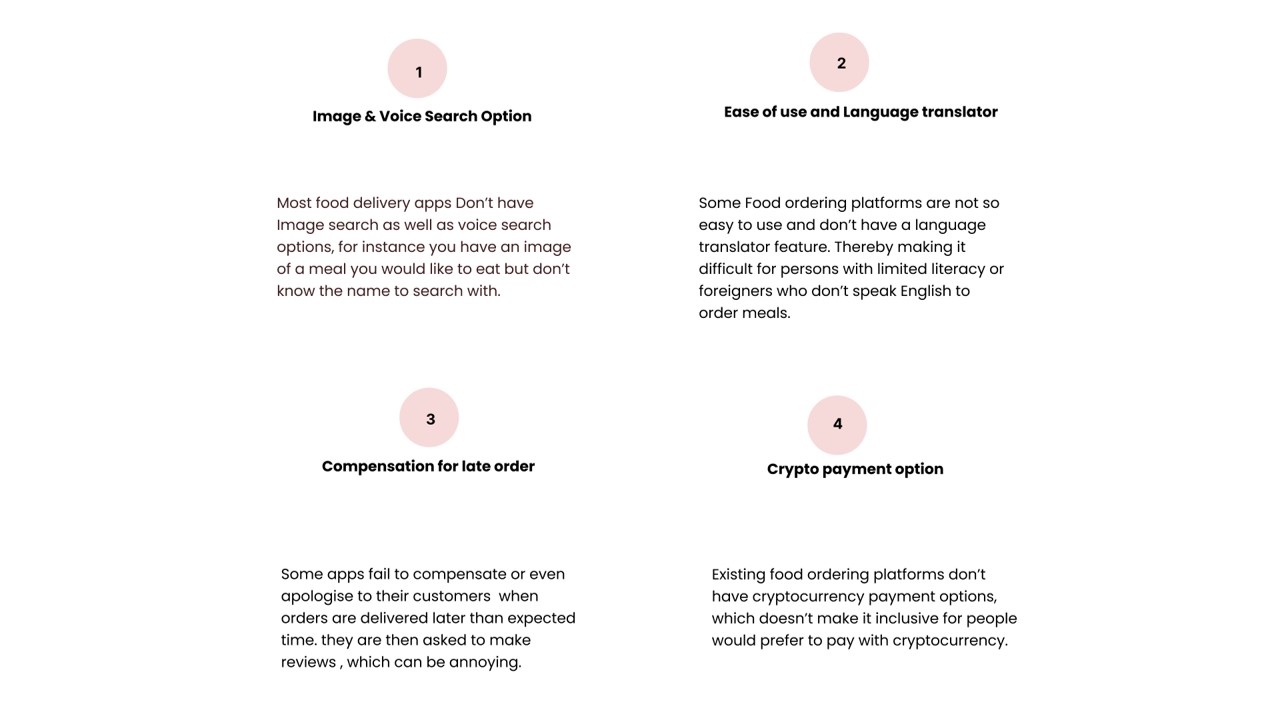 1
Image & Voice Search Option
Most food delivery apps Don't have
Image search as well as voice search
options, for instance you have an image
of a meal you would like to eat but don't
know the name to search with.
2
Ease of use and Language translator
Some Food ordering platforms are not so
easy to use and don't have a language
translator feature. Thereby making it
difficult for persons with limited literacy or
foreigners who don't speak English to
order meals.
3
Compensation for late order
Some apps fail to compensate or even
apologise to their customers  when
orders are delivered later than expected
time. they are then asked to make
reviews , which can be annoying.
4
Crypto payment option
Existing food ordering platforms don't
have cryptocurrency payment options,
which doesn't make it inclusive for people
would prefer to pay with cryptocurrency.